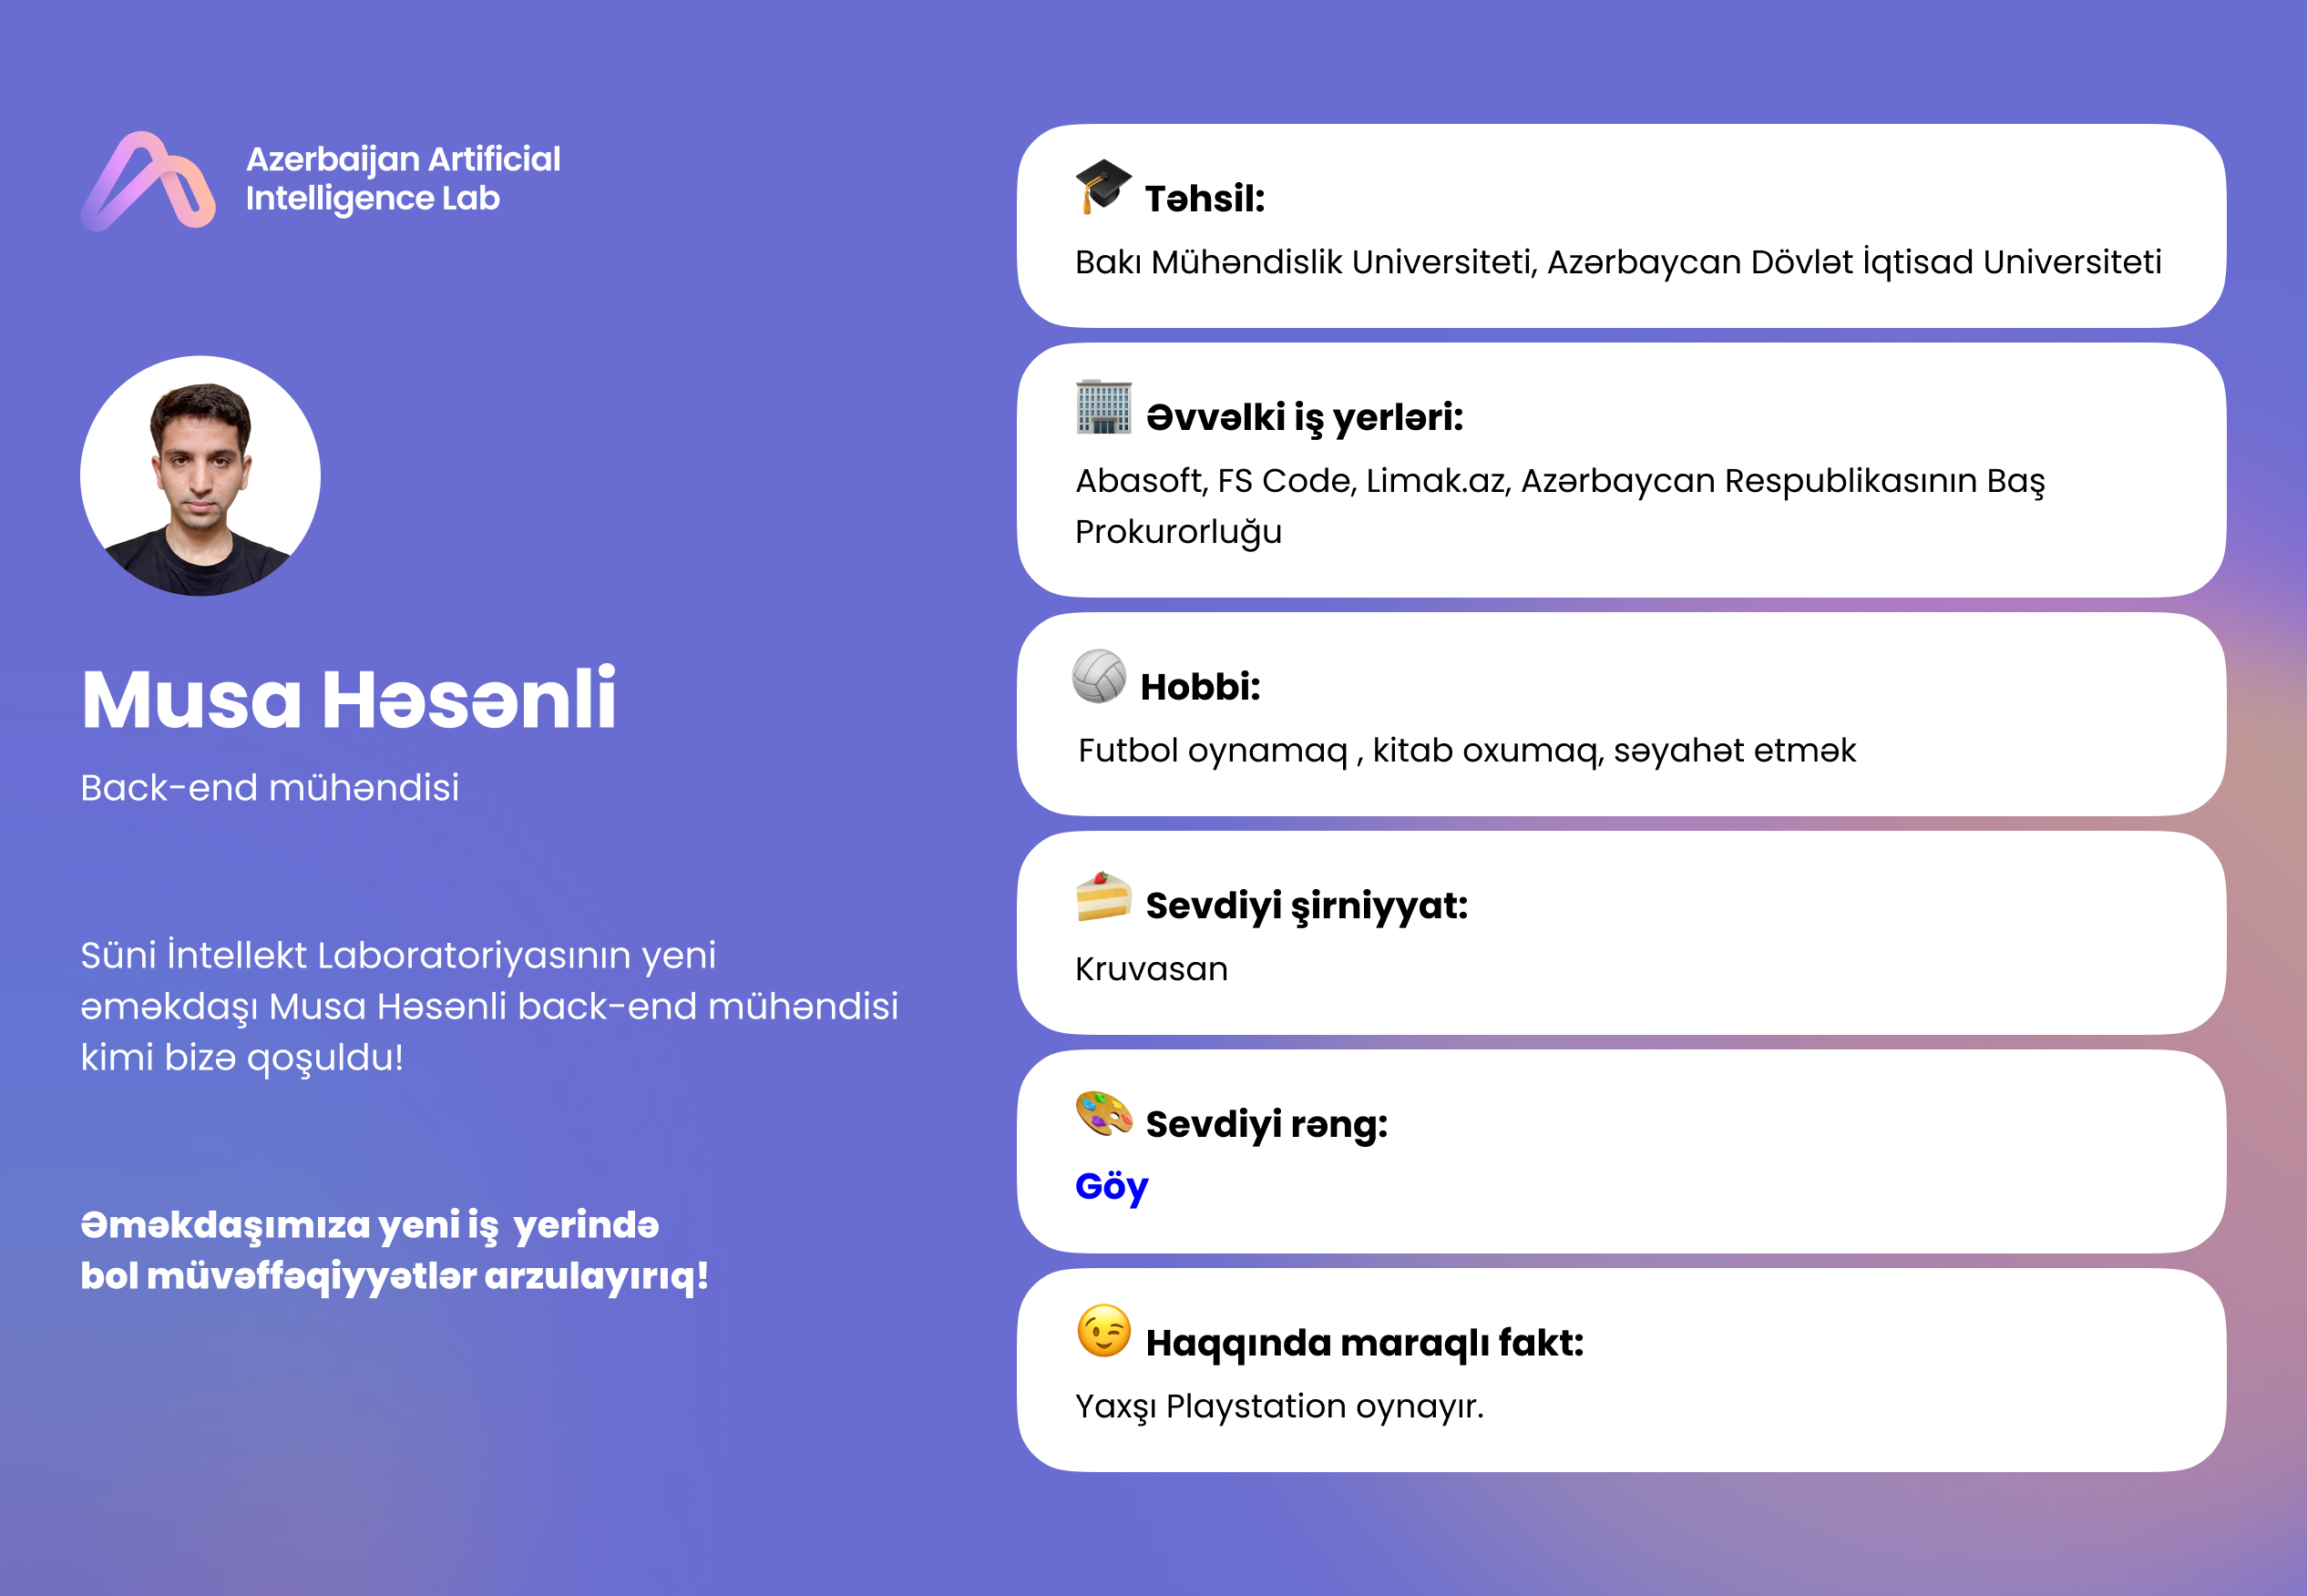 Azerbaijan Artificial
Intelligence Lab
Musa Həsənli
Back-end mühəndisi
Süni İntellekt Laboratoriyasının yeni
əməkdaşı Musa Həsənli back-end mühəndisi
kimi bizə qoşuldu!
Əməkdaşımıza yeni iş  yerində
bol müvəffəqiyyətlər arzulayırıq!
Təhsil:
Bakı Mühəndislik Universiteti, Azərbaycan Dövlət İqtisad Universiteti
Əvvəlki iş yerləri:
Abasoft, FS Code, Limak.az, Azərbaycan Respublikasının Baş
Prokurorluğu
Hobbi:
Futbol oynamaq , kitab oxumaq, səyahət etmək
Sevdiyi şirniyyat:
Kruvasan
Sevdiyi rəng:
Göy
Haqqında maraqlı fakt:
Yaxşı Playstation oynayır.